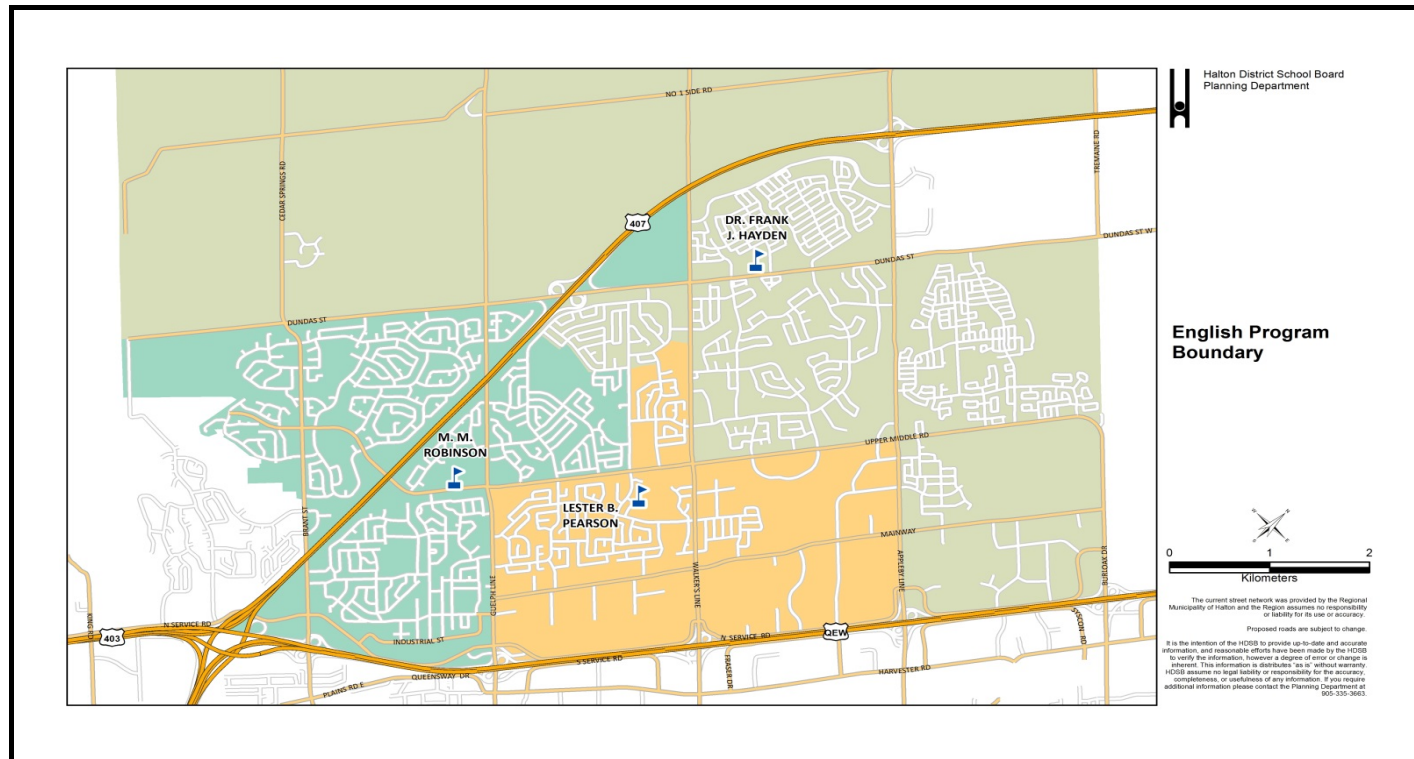 Halton District School Board
Planning Department
NO 1 SIDE RD
CEDAR SPRINGS RD
TREMAINE RD
407
DR. FRANK
J. HAYDEN
DUNDAS ST W
DUNDAS ST
DUNDAS ST
English Program
Boundary
M. M.
ROBINSON
UPPER MIDDLE RD
LESTER B.
PEARSON
BRANT ST
MAINWAY
GUELPH LINE
WALKER'S LINE
APPLEBY LINE
BURLOAK DR
0 1 2
Kilometers
KING RD
403
N SERVICE RD
INDUSTRIAL ST
N SERVICE RD
QEW
SYSCON RD
S SERVICE RD
FRASER DR
HARVESTER RD
QUEENSWAY DR
PLAINS RD E
The current street network was provided by the Regional
Municipality of Halton and the Region assumes no responsibility
or liability for its use or accuracy.
Proposed roads are subject to change.
It is the intention of the HDSB to provide up-to-date and accurate
information, and reasonable efforts have been made by the HDSB
to verify the information, however a degree of error or change is
inherent. This information is distributes "as is" without warranty.
HDSB assume no legal liability or responsibility for the accuracy,
completeness, or usefulness of any information. If you require
additional information please contact the Planning Department at
905-335-3663.